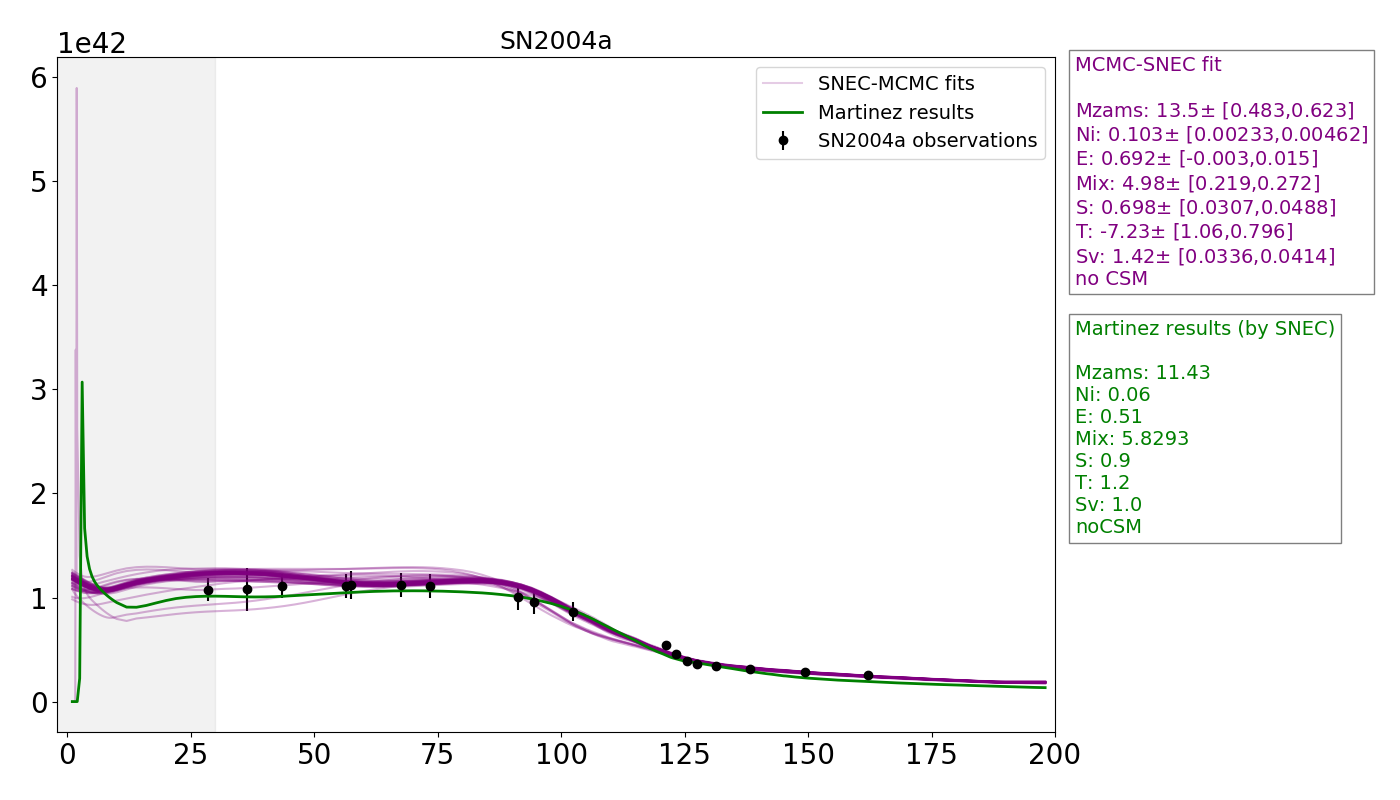 SN2004a
1e42
6
5
4
3
2
1
0
0 25 50 75 100 125 150 175 200
SNEC-MCMC fits
Martinez results
SN2004a observations
MCMC-SNEC fit
Mzams: 13.5± [0.483,0.623]
Ni: 0.103± [0.00233,0.00462]
E: 0.692± [-0.003,0.015]
Mix: 4.98± [0.219,0.272]
S: 0.698± [0.0307,0.0488]
T: -7.23± [1.06,0.796]
Sv: 1.42± [0.0336,0.0414]
no CSM
Martinez results (by SNEC)
Mzams: 11.43
Ni: 0.06
E: 0.51
Mix: 5.8293
S: 0.9
T: 1.2
Sv: 1.0
noCSM